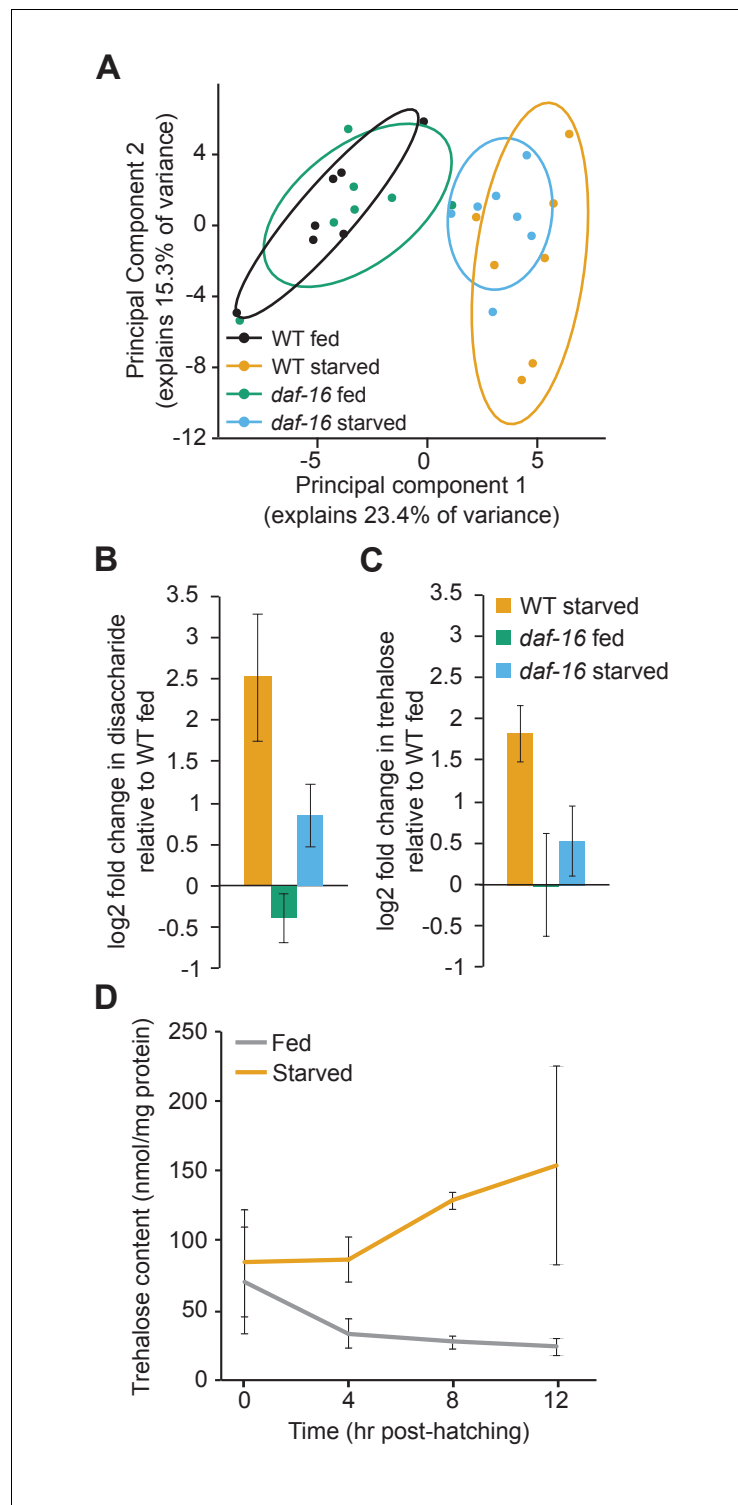 A
Principal Component 2
(explains 15.3% of variance)
4
0
-4
-8
-12
WT fed
WT starved
daf-16 fed
daf-16 starved
-5
0
5
Principal component 1
(explains 23.4% of variance)
B
log2 fold change in disaccharide
relative to WT fed
3.5
3
2.5
2
1.5
1
0.5
0
-0.5
-1
C
log2 fold change in trehalose
relative to WT fed
3.5
3
2.5
2
1.5
1
0.5
0
-0.5
-1
WT starved
daf-16 fed
daf-16 starved
D
Trehalose content (nmol/mg protein)
250
200
150
100
50
0
Fed
Starved
0
4
8
12
Time (hr post-hatching)